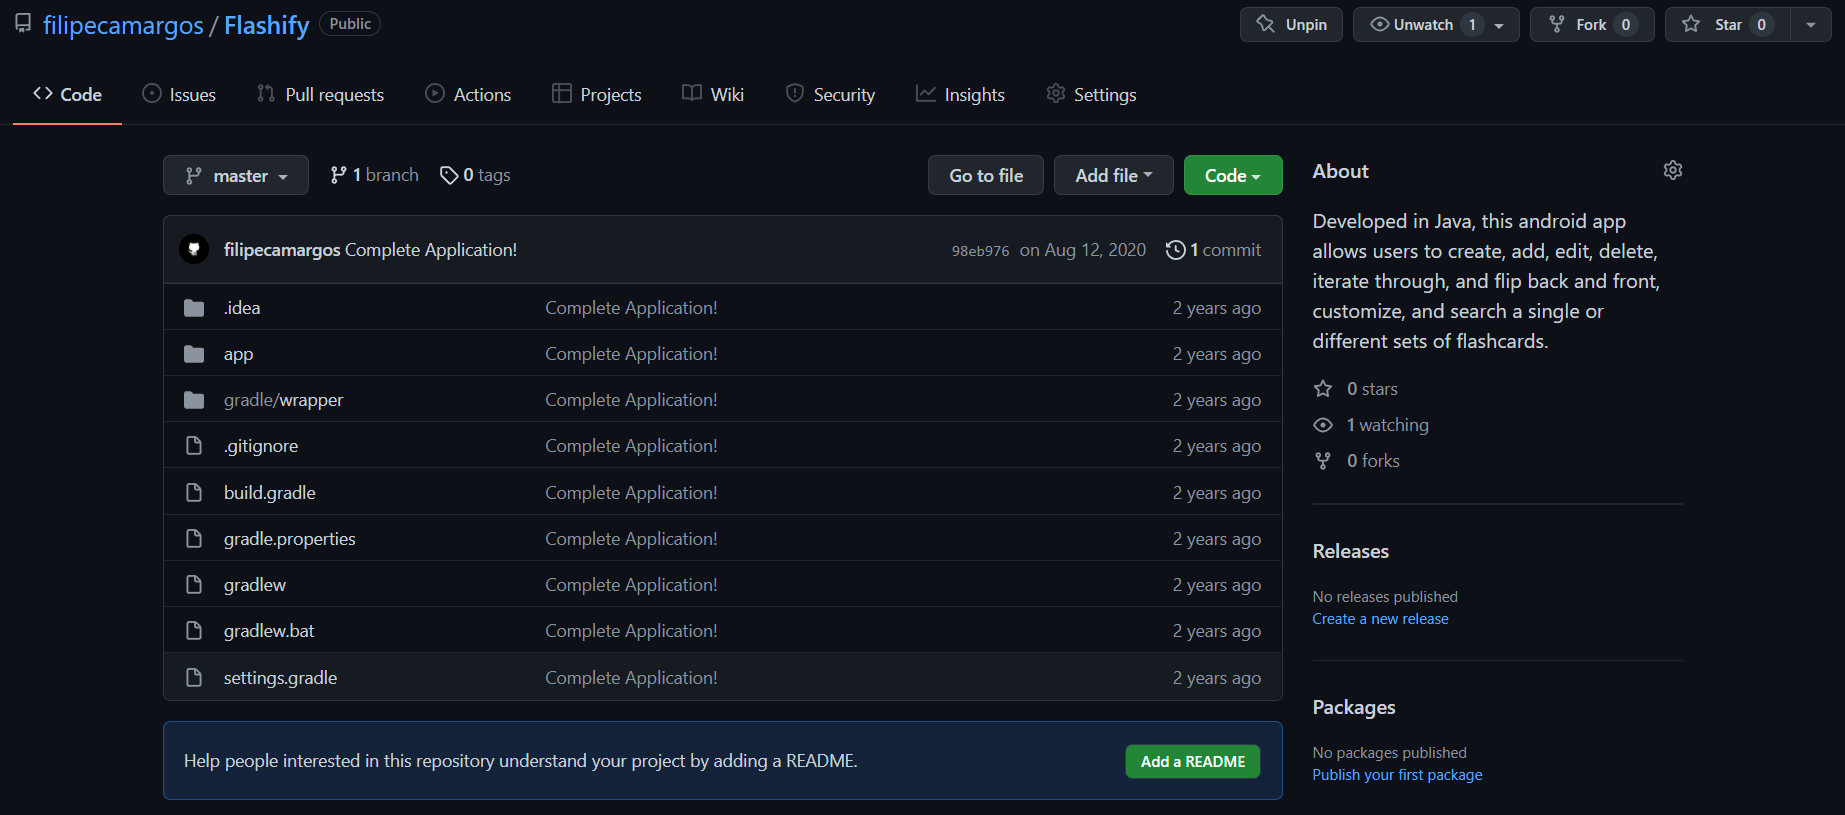 filipecamargos / Flashify Public
Unpin Unwatch 1 Fork 0 Star 0
Code Issues Pull requests Actions Projects Wiki Security Insights Settings
master 1 branch 0 tags Go to file Add file Code
filipecamargos Complete Application! 98eb976 on Aug 12, 2020 1 commit
.idea Complete Application! 2 years ago
app Complete Application! 2 years ago
gradle/wrapper Complete Application! 2 years ago
.gitignore Complete Application! 2 years ago
build.gradle Complete Application! 2 years ago
gradle.properties Complete Application! 2 years ago
gradlew Complete Application! 2 years ago
gradlew.bat Complete Application! 2 years ago
settings.gradle Complete Application! 2 years ago
Help people interested in this repository understand your project by adding a README. Add a README
About
Developed in Java, this android app
allows users to create, add, edit, delete,
iterate through, and flip back and front,
customize, and search a single or
different sets of flashcards.
0 stars
1 watching
0 forks
Releases
No releases published
Create a new release
Packages
No packages published
Publish your first package